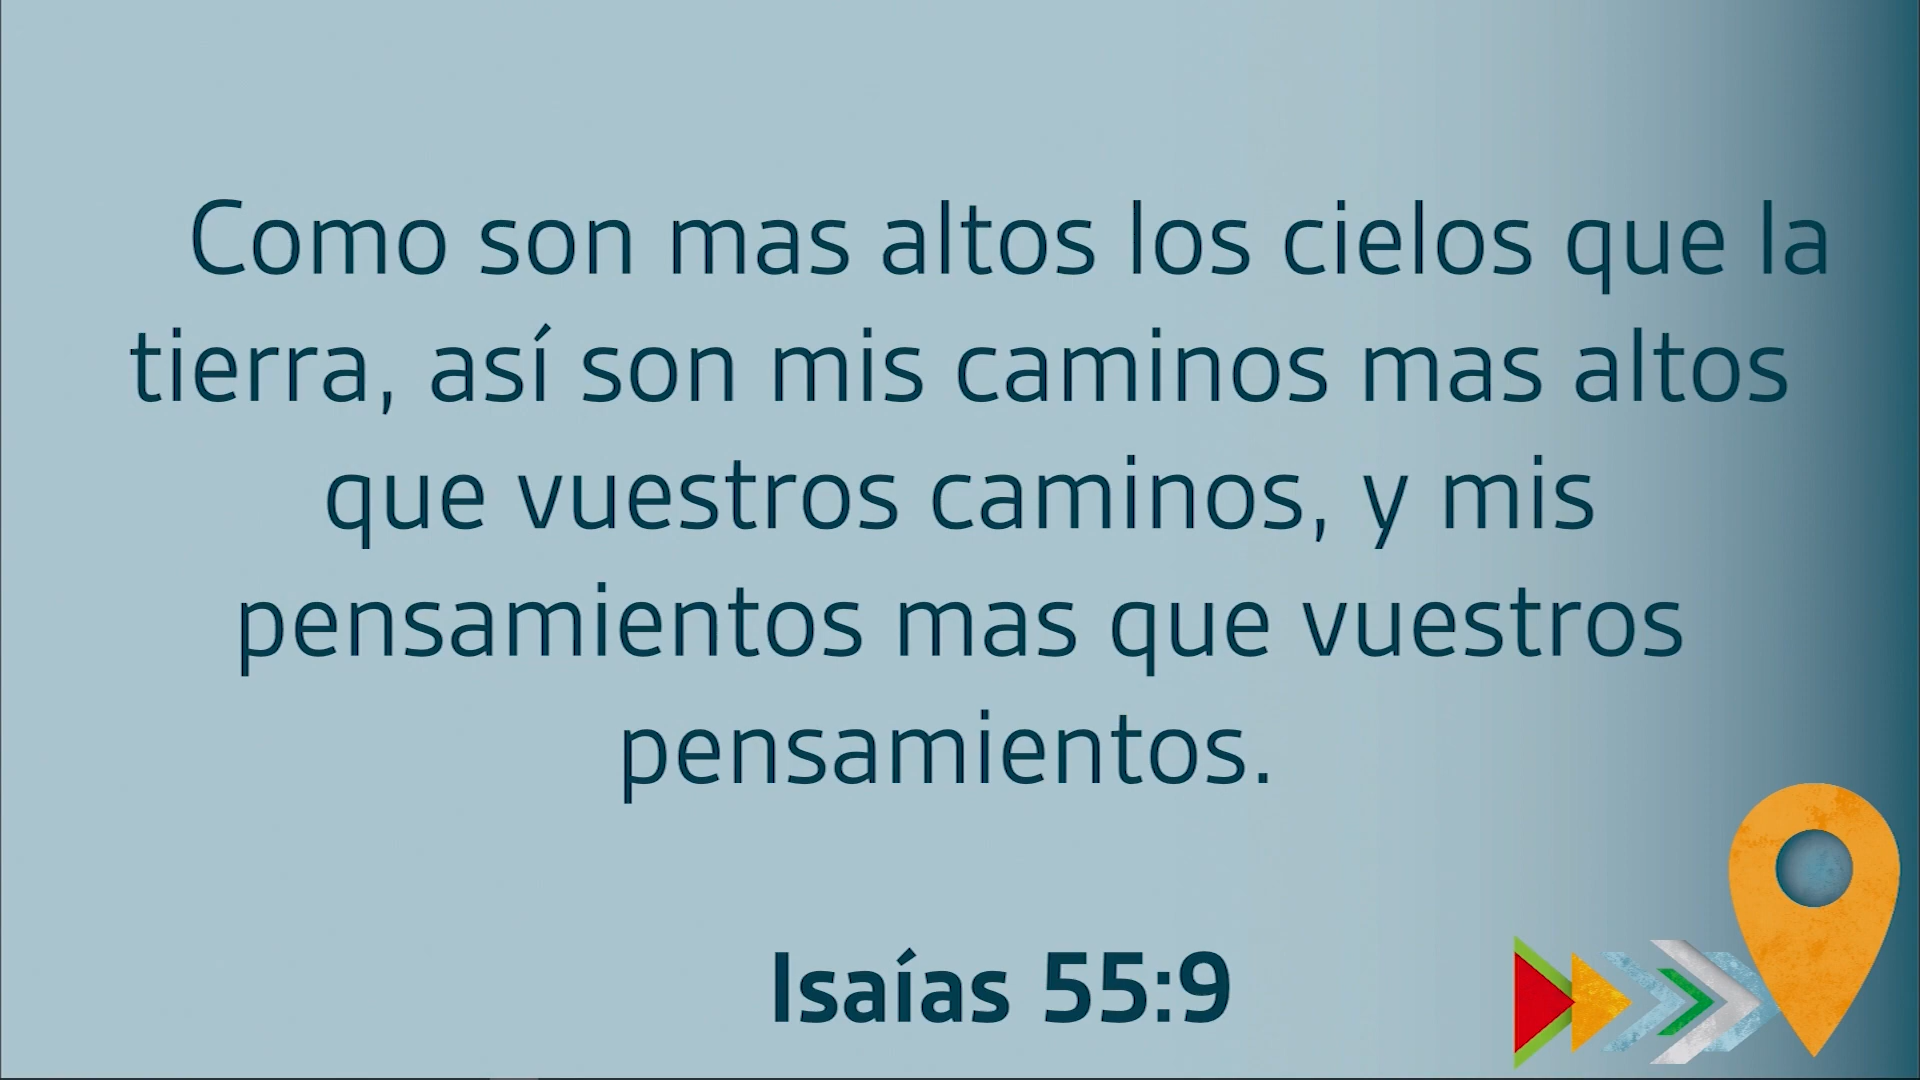 Como son mas altos los cielos que la
tierra, así son mis caminos mas altos
que vuestros caminos, y mis
pensamientos mas que vuestros
pensamientos.
Isaías 55:9